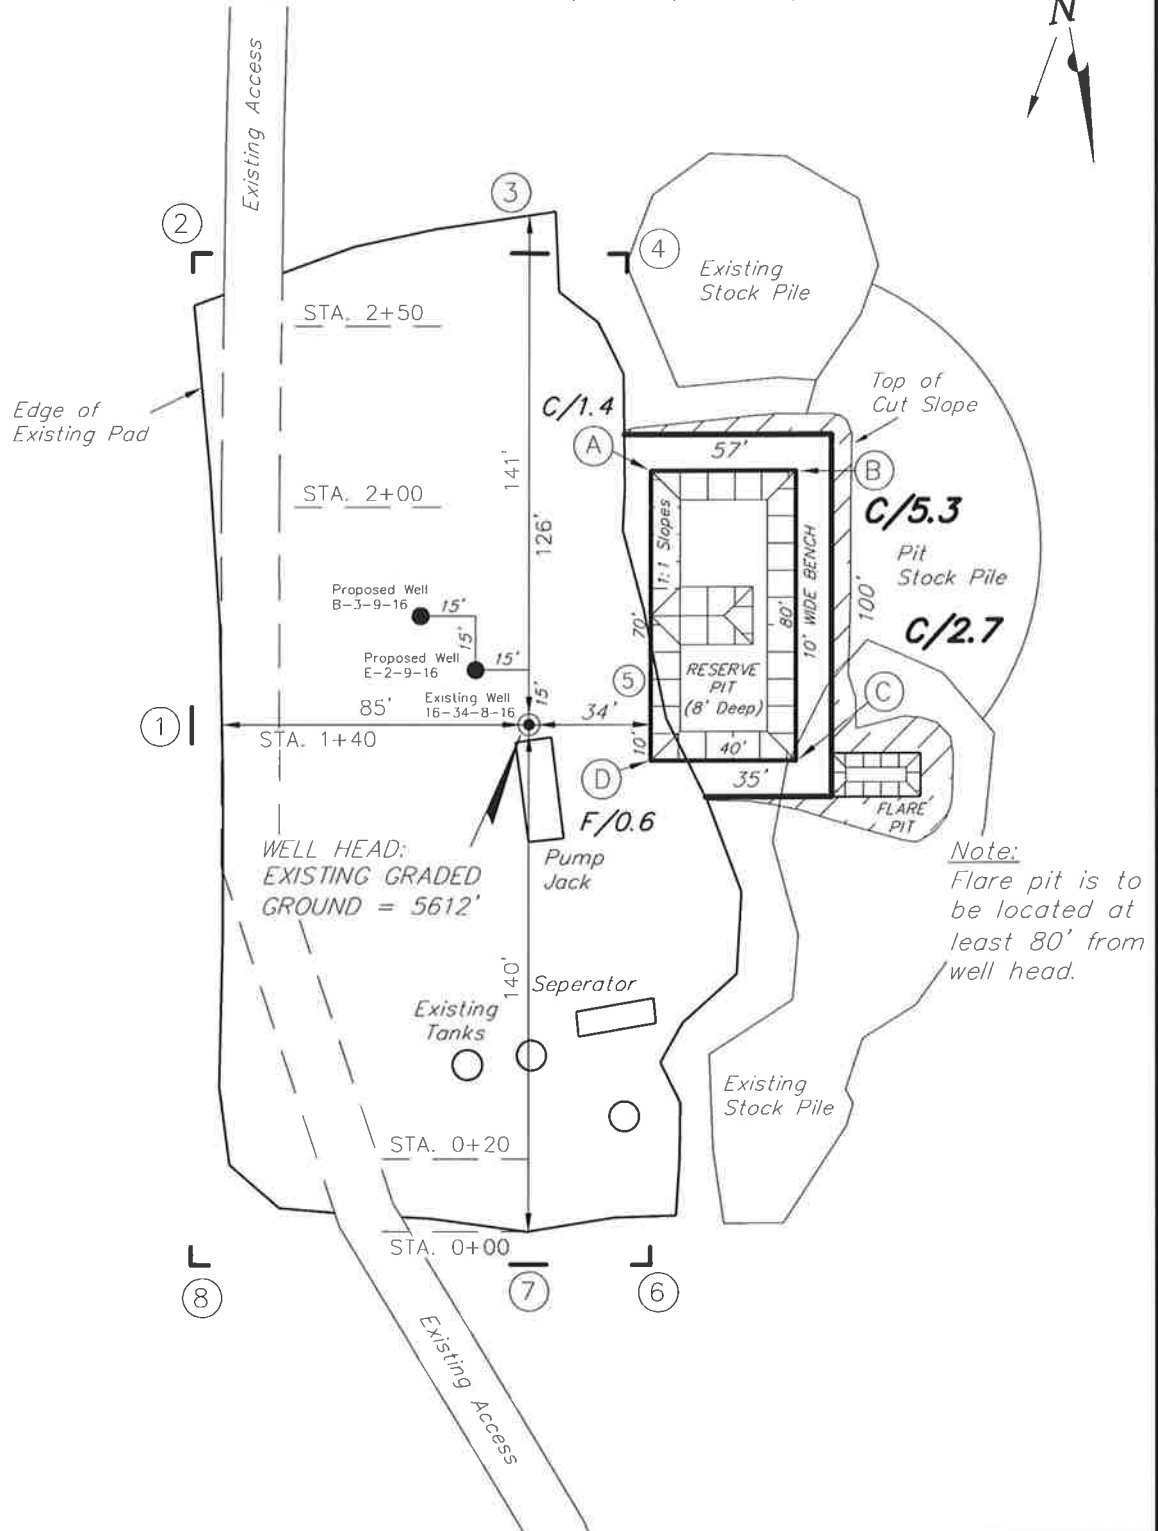 N
Existing Access
3
2
4
Existing
Stock Pile
STA. 2+50
Top of
Cut Slope
Edge of
Existing Pad
C/1.4
A
57'
B
141'
STA. 2+00
C/5.3
126'
1:1 Slopes
10' WIDE BENCH
Pit
Stock Pile
Proposed Well
B-3-9-16
15'
80'
100'
70'
C/2.7
15'
Proposed Well
E-2-9-16
15'
RESERVE
PIT
(8' Deep)
5
C
Existing Well
16-34-8-16
15'
85'
34'
1
STA. 1+40
10'
40'
D
35'
F/0.6
FLARE
PIT
WELL HEAD:
EXISTING GRADED
GROUND = 5612'
Pump
Jack
Note:
Flare pit is to
be located at
least 80' from
well head.
140'
Seperator
Existing
Tanks
Existing
Stock Pile
STA. 0+20
STA. 0+00
8
7
6
Existing Access